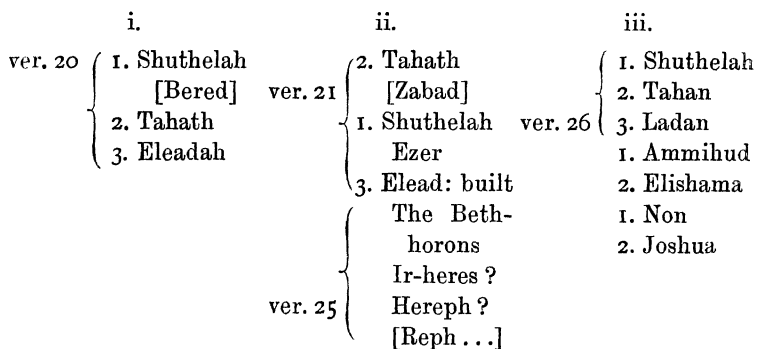 i. ii. iii.
ver. 20 1. Shuthelah 2. Tahath 1. Shuthelah
[Bered] ver. 21 [Zabad] 2. Tahan
2. Tahath 1. Shuthelah ver. 26 3. Ladan
3. Eleadah Ezer 1. Ammihud
3. Elead: built 2. Elishama
The Beth- 1. Non
horons 2. Joshua
Ir-heres ?
ver. 25 Hereph ?
[Reph ...]